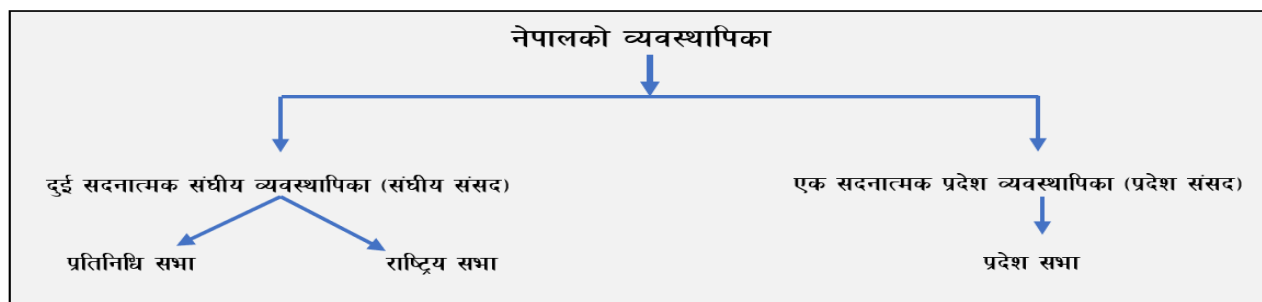 नेपालको व्यवस्थापिका
दुई सदनात्मक संघीय व्यवस्थापिका (संघीय संसद) एक सदनात्मक प्रदेश व्यवस्थापिका (प्रदेश संसद)
प्रतिनिधि सभा राष्ट्रिय सभा प्रदेश सभा